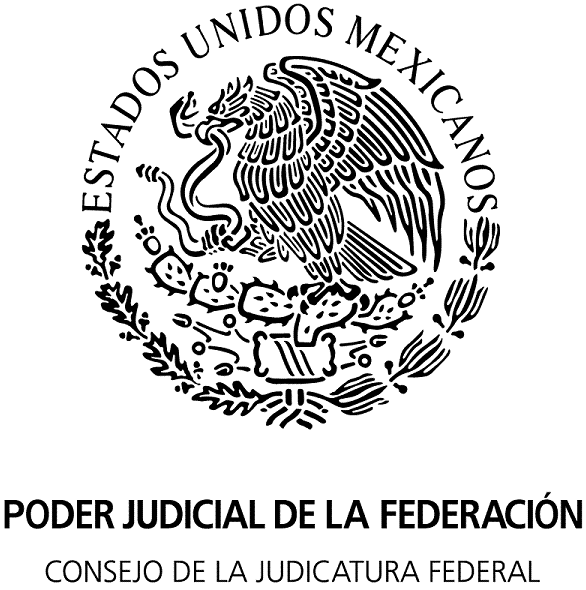 ESTADOS UNIDOS MEXICANOS
PODER JUDICIAL DE LA FEDERACIÓN
CONSEJO DE LA JUDICATURA FEDERAL